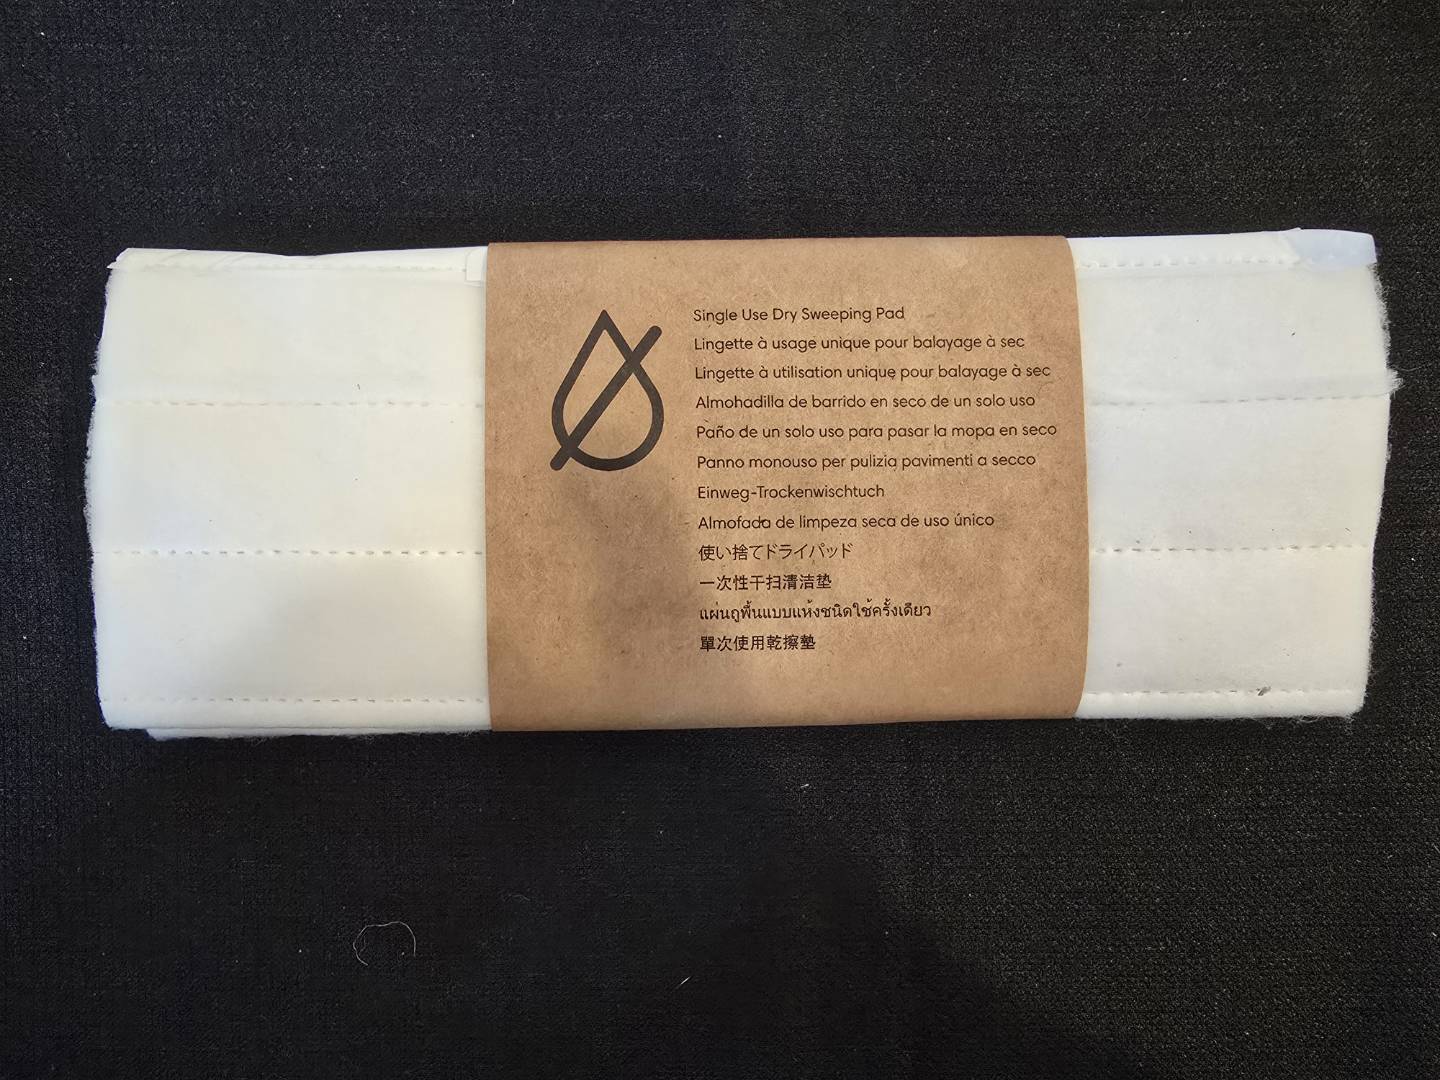 Single Use Dry Sweeping Pad
Lingette à usage unique pour balayage à sec
Lingette à utilisation unique pour balayage à sec
Almohadilla de barrido en seco de un solo uso
Paño de un solo uso para pasar la mopa en seco
Panno monouso per pulizia pavimenti a secco
Einweg-Trockenwischtuch
Almofada de limpeza seca de uso único
使い捨てドライパッド
一次性干扫清洁垫
แผ่นถูพื้นแบบแห้งชนิดใช้ครั้งเดียว
單次使用乾擦墊